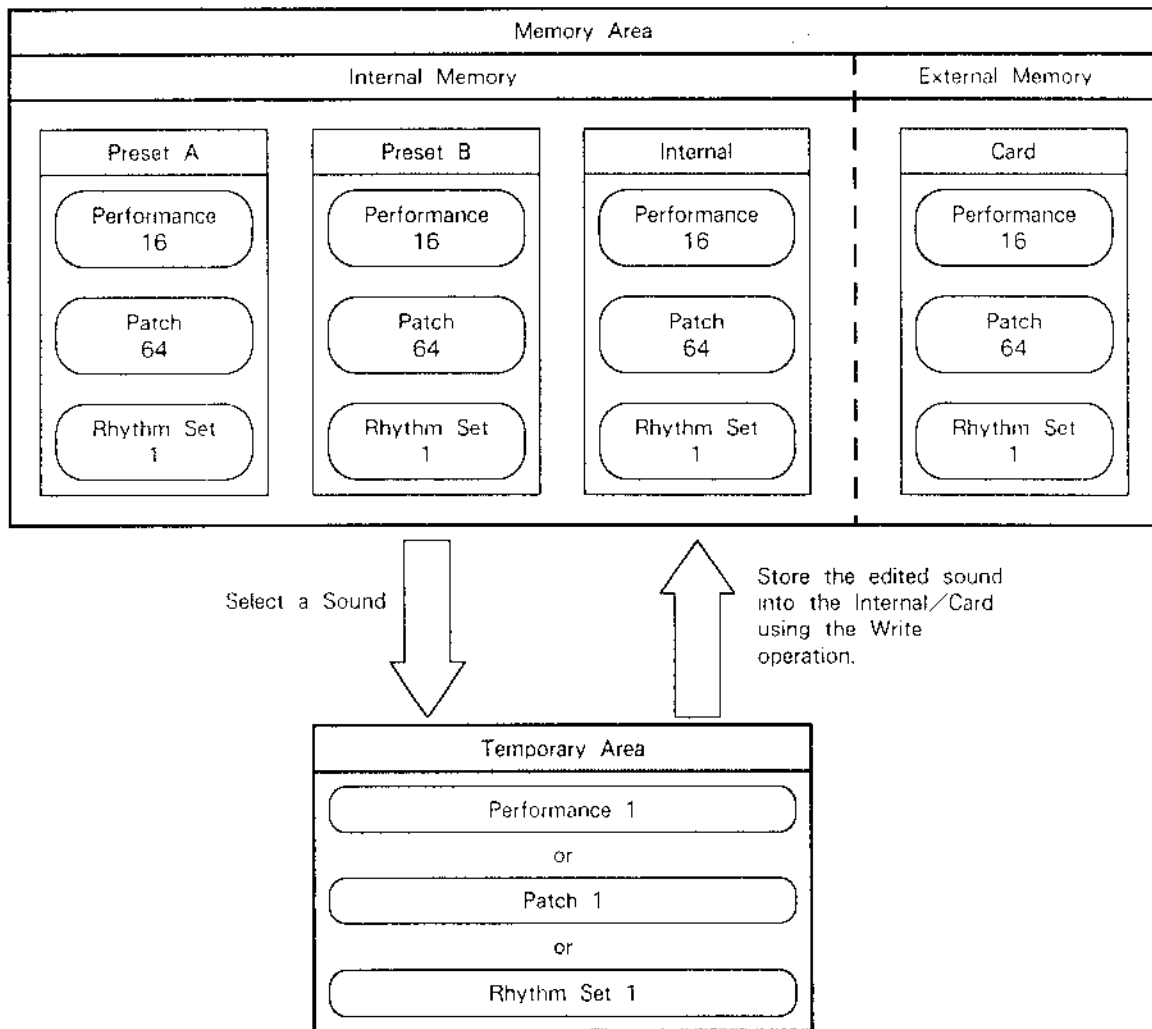 Memory Area
Internal Memory
External Memory
Preset A
Preset B
Internal
Card
Performance
16
Performance
16
Performance
16
Performance
16
Patch
64
Patch
64
Patch
64
Patch
64
Rhythm Set
1
Rhythm Set
1
Rhythm Set
1
Rhythm Set
1
Select a Sound
Store the edited sound
into the Internal/Card
using the Write
operation.
Temporary Area
Performance 1
or
Patch 1
or
Rhythm Set 1